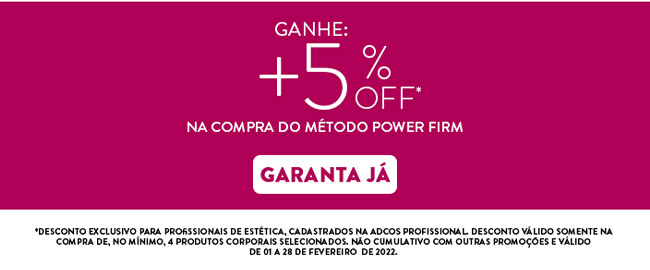 GANHE:
+5%
OFF*
NA COMPRA DO MÉTODO POWER FIRM
GARANTA JÁ
*DESCONTO EXCLUSIVO PARA PROfiSSIONAIS DE ESTÉTICA, CADASTRADOS NA ADCOS PROFISSIONAL. DESCONTO VÁLIDO SOMENTE NA
COMPRA DE, NO MÍNIMO, 4 PRODUTOS CORPORAIS SELECIONADOS. NÃO CUMULATIVO COM OUTRAS PROMOÇÕES E VÁLIDO
DE 01 A 28 DE FEVEREIRO DE 2022.